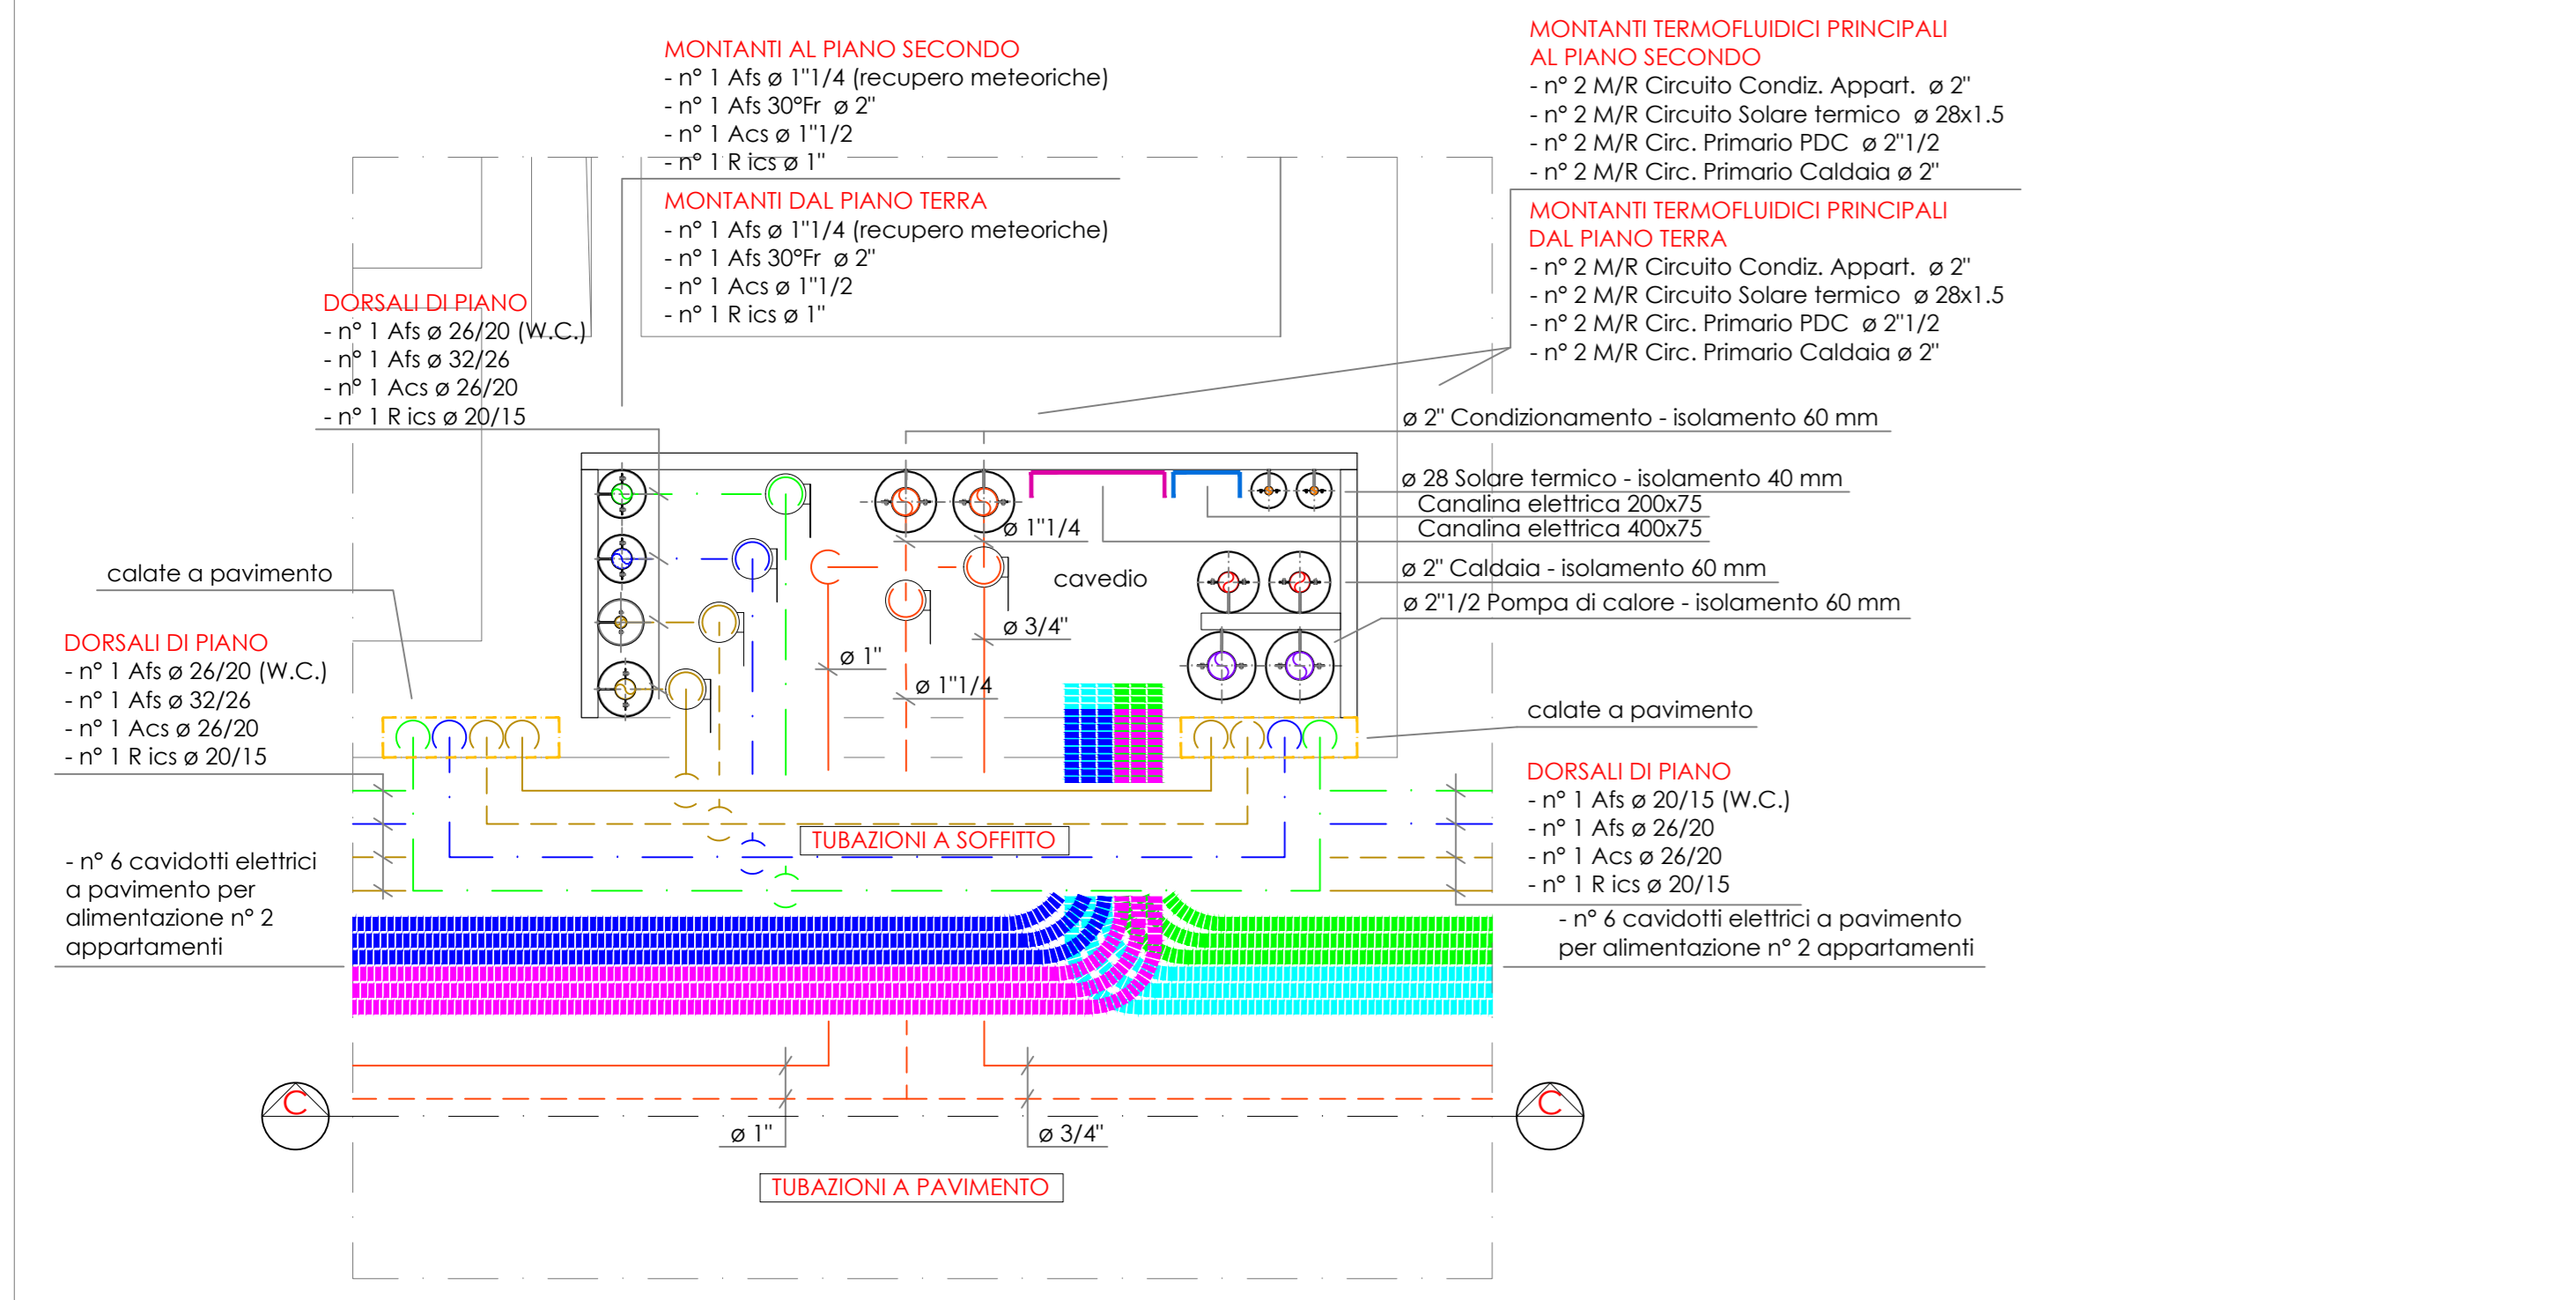 MONTANTI AL PIANO SECONDO
- n° 1 Afs ø 1"1/4 (recupero meteoriche)
- n° 1 Afs 30°Fr ø 2"
- n° 1 Acs ø 1"1/2
- n° 1 R ics ø 1"
MONTANTI DAL PIANO TERRA
- n° 1 Afs ø 1"1/4 (recupero meteoriche)
- n° 1 Afs 30°Fr ø 2"
- n° 1 Acs ø 1"1/2
- n° 1 R ics ø 1"
MONTANTI TERMOFLUIDICI PRINCIPALI
AL PIANO SECONDO
- n° 2 M/R Circuito Condiz. Appart. ø 2"
- n° 2 M/R Circuito Solare termico ø 28x1.5
- n° 2 M/R Circ. Primario PDC ø 2"1/2
- n° 2 M/R Circ. Primario Caldaia ø 2"
MONTANTI TERMOFLUIDICI PRINCIPALI
DAL PIANO TERRA
- n° 2 M/R Circuito Condiz. Appart. ø 2"
- n° 2 M/R Circuito Solare termico ø 28x1.5
- n° 2 M/R Circ. Primario PDC ø 2"1/2
- n° 2 M/R Circ. Primario Caldaia ø 2"
DORSALI DI PIANO
- n° 1 Afs ø 26/20 (W.C.)
- n° 1 Afs ø 32/26
- n° 1 Acs ø 26/20
- n° 1 R ics ø 20/15
ø 2" Condizionamento - isolamento 60 mm
ø 28 Solare termico - isolamento 40 mm
Canalina elettrica 200x75
Canalina elettrica 400x75
ø 2" Caldaia - isolamento 60 mm
ø 2"1/2 Pompa di calore - isolamento 60 mm
ø 1"1/4
cavedio
ø 3/4"
ø 1"
ø 1"1/4
calate a pavimento
DORSALI DI PIANO
- n° 1 Afs ø 26/20 (W.C.)
- n° 1 Afs ø 32/26
- n° 1 Acs ø 26/20
- n° 1 R ics ø 20/15
- n° 6 cavidotti elettrici
a pavimento per
alimentazione n° 2
appartamenti
calate a pavimento
DORSALI DI PIANO
- n° 1 Afs ø 20/15 (W.C.)
- n° 1 Afs ø 26/20
- n° 1 Acs ø 26/20
- n° 1 R ics ø 20/15
- n° 6 cavidotti elettrici a pavimento
per alimentazione n° 2 appartamenti
TUBAZIONI A SOFFITTO
C
C
ø 1"
ø 3/4"
TUBAZIONI A PAVIMENTO